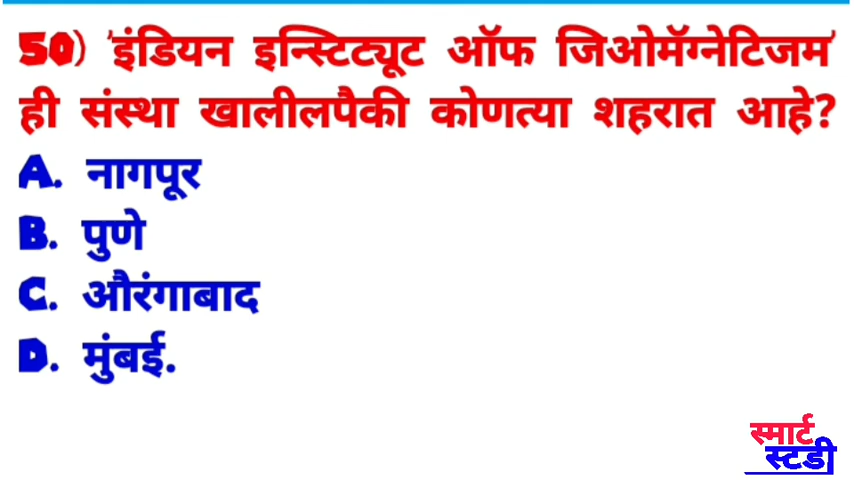 50) 'इंडियन इन्स्टिट्यूट ऑफ जिओमॅग्नेटिजम'
ही संस्था खालीलपैकी कोणत्या शहरात आहे?
A. नागपूर
B. पुणे
C. औरंगाबाद
D. मुंबई.
स्मार्ट
स्टडी